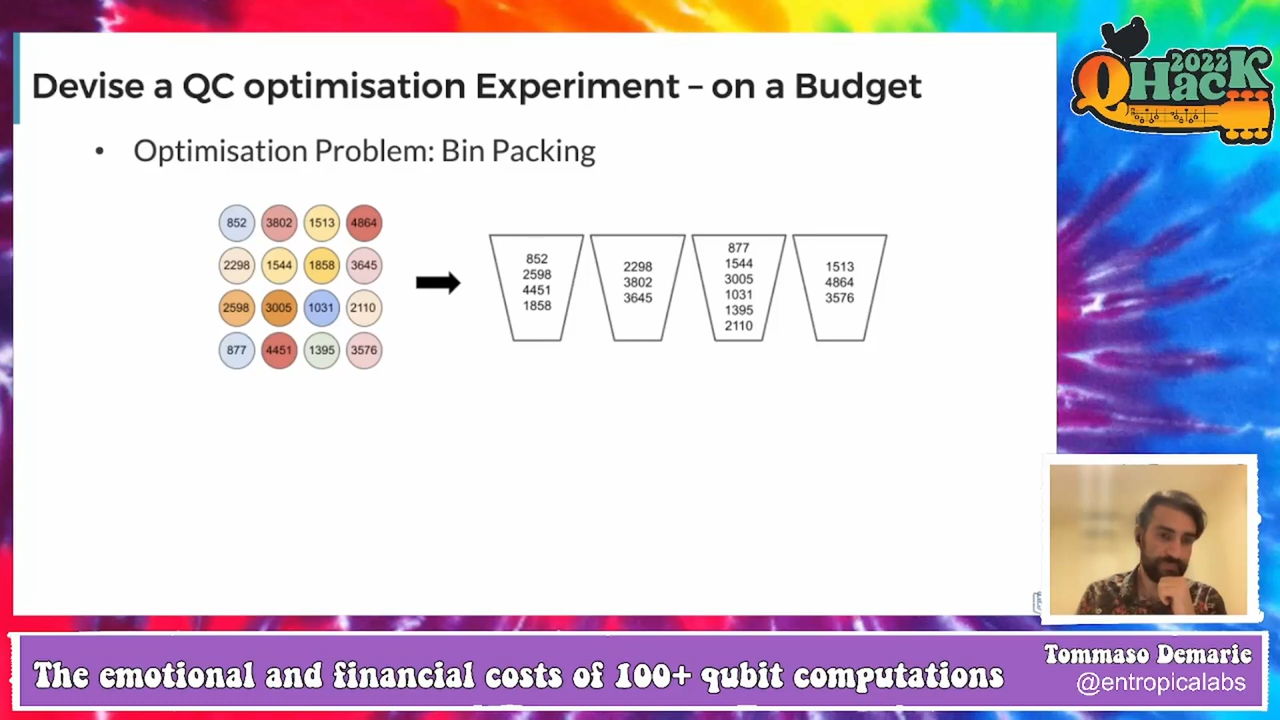 Devise a QC optimisation Experiment – on a Budget
• Optimisation Problem: Bin Packing
852 3802 1513 4864
2298 1544 1858 3645
2598 3005 1031 2110
877 4451 1395 3576
852
2598
4451
1858
2298
3802
3645
877
1544
3005
1031
1395
2110
1513
4864
3576
2022
QHacK
The emotional and financial costs of 100+ qubit computations
Tommaso Demarie
@entropicalabs